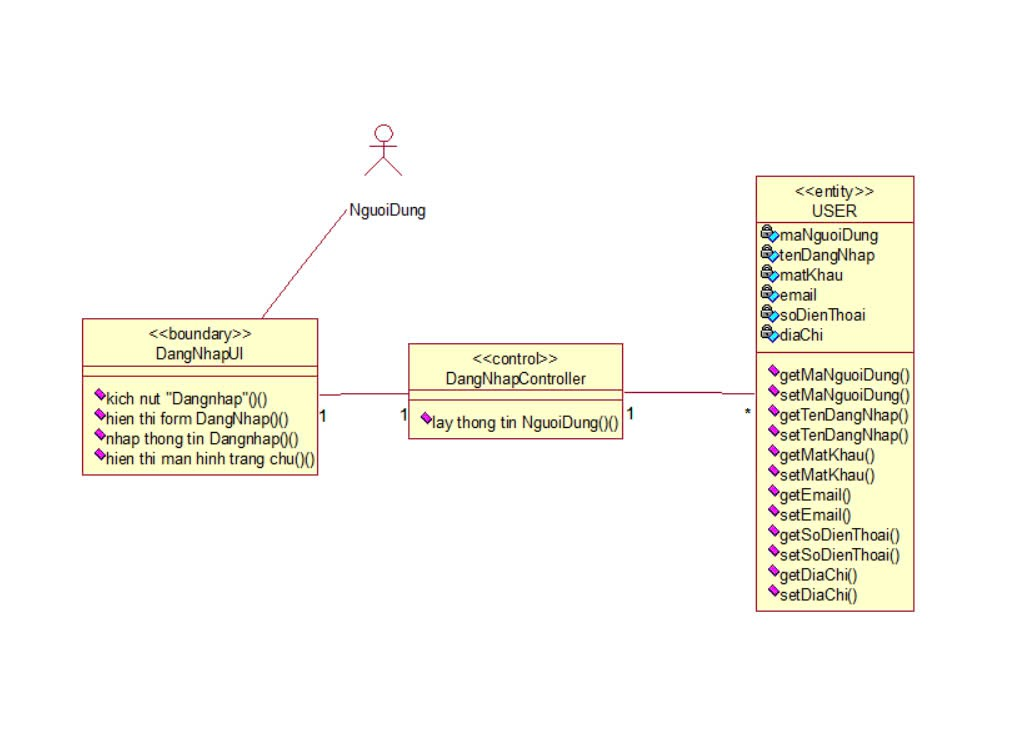 NguoiDung
<<boundary>>
DangNhapUI
kich nut "Dangnhap"()()
hien thi form DangNhap()()
nhap thong tin Dangnhap()()
hien thi man hinh trang chu()()
1
1
<<control>>
DangNhapController
lay thong tin NguoiDung()()
1
*
<<entity>>
USER
maNguoiDung
tenDangNhap
matKhau
email
soDienThoai
diaChi
getMaNguoiDung()
setMaNguoiDung()
getTenDangNhap()
setTenDangNhap()
getMatKhau()
setMatKhau()
getEmail()
setEmail()
getSoDienThoai()
setSoDienThoai()
getDiaChi()
setDiaChi()